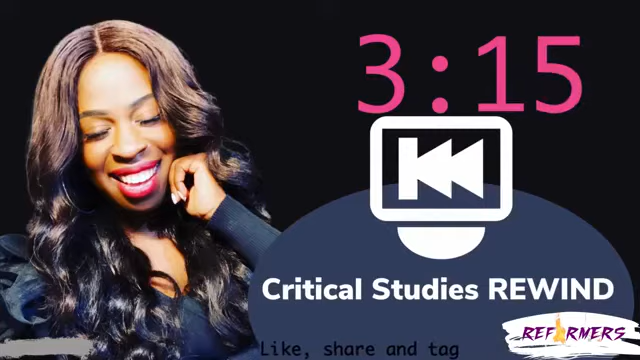 3:15
Critical Studies REWIND
REFORMERS
Like, share and tag